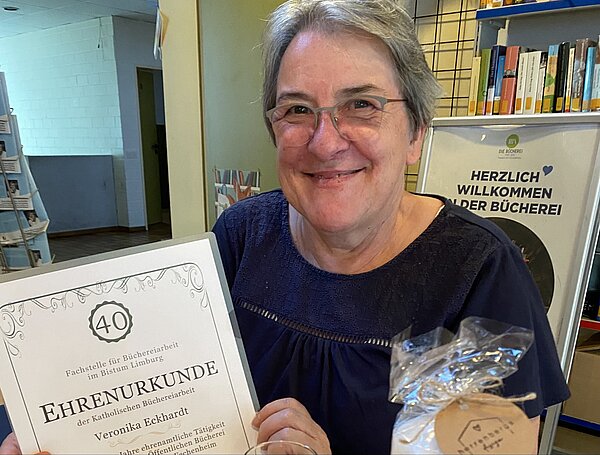 40
Fachstelle für Büchereiarbeit
im Bistum Limburg
EHRENURKUNDE
der Katholischen Büchereiarbeit
Veronika Eckhardt
Jahre ehrenamtliche Tätigkeit
Öffentlichen Bücherei
DIE BÜCHEREI
HERZLICH
WILLKOMMEN
IN DER BÜCHEREI